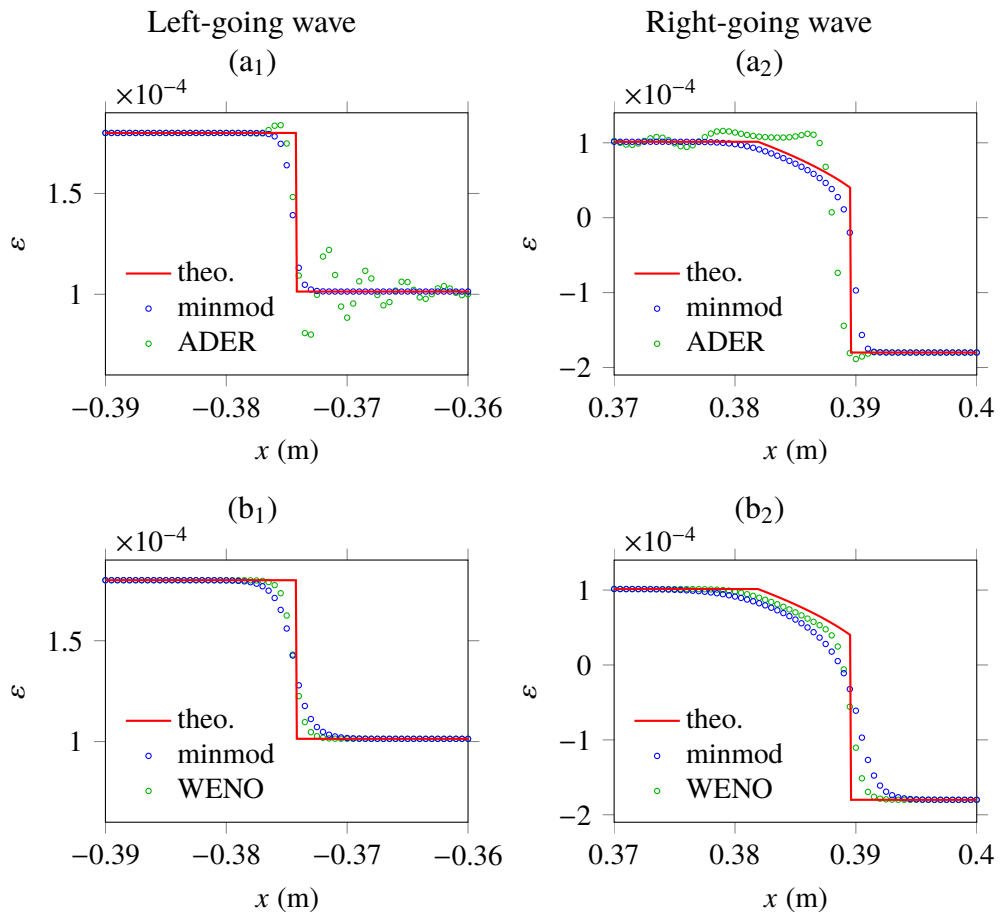 Left-going wave
Right-going wave
(a₁)
(a₂)
×10⁻⁴
1.5
1
ε
theo.
minmod
ADER
−0.39
−0.38
−0.37
−0.36
x (m)
×10⁻⁴
1
0
−1
−2
ε
theo.
minmod
ADER
0.37
0.38
0.39
0.4
x (m)
(b₁)
(b₂)
×10⁻⁴
1.5
1
ε
theo.
minmod
WENO
−0.39
−0.38
−0.37
−0.36
x (m)
×10⁻⁴
1
0
−1
−2
ε
theo.
minmod
WENO
0.37
0.38
0.39
0.4
x (m)